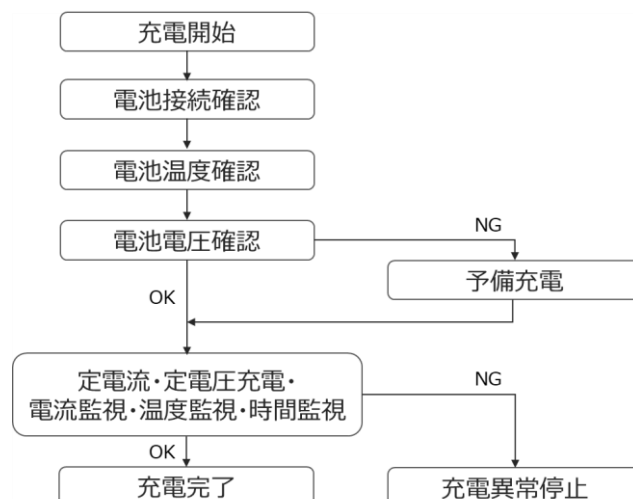 充電開始
電池接続確認
電池温度確認
電池電圧確認
NG
予備充電
OK
定電流・定電圧充電・
電流監視・温度監視・時間監視
NG
OK
充電完了
充電異常停止